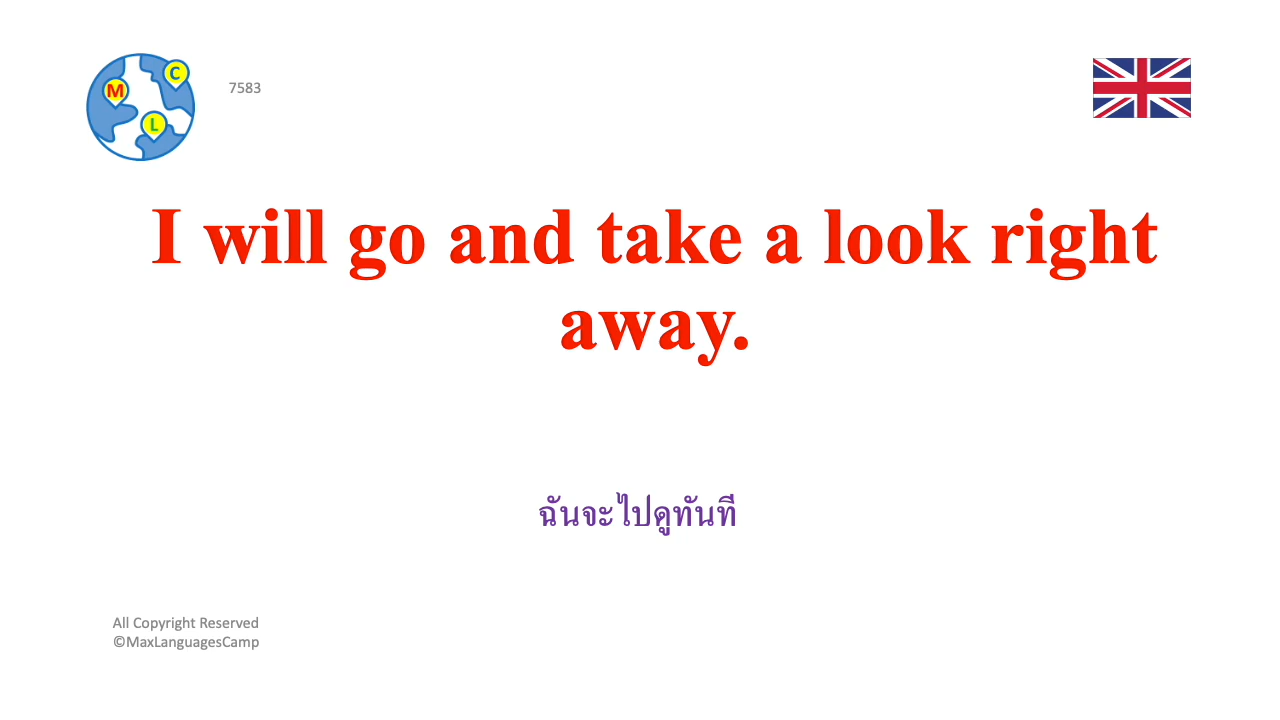 M
C
L
7583
I will go and take a look right
away.
ฉันจะไปดูทันที
All Copyright Reserved
©MaxLanguagesCamp